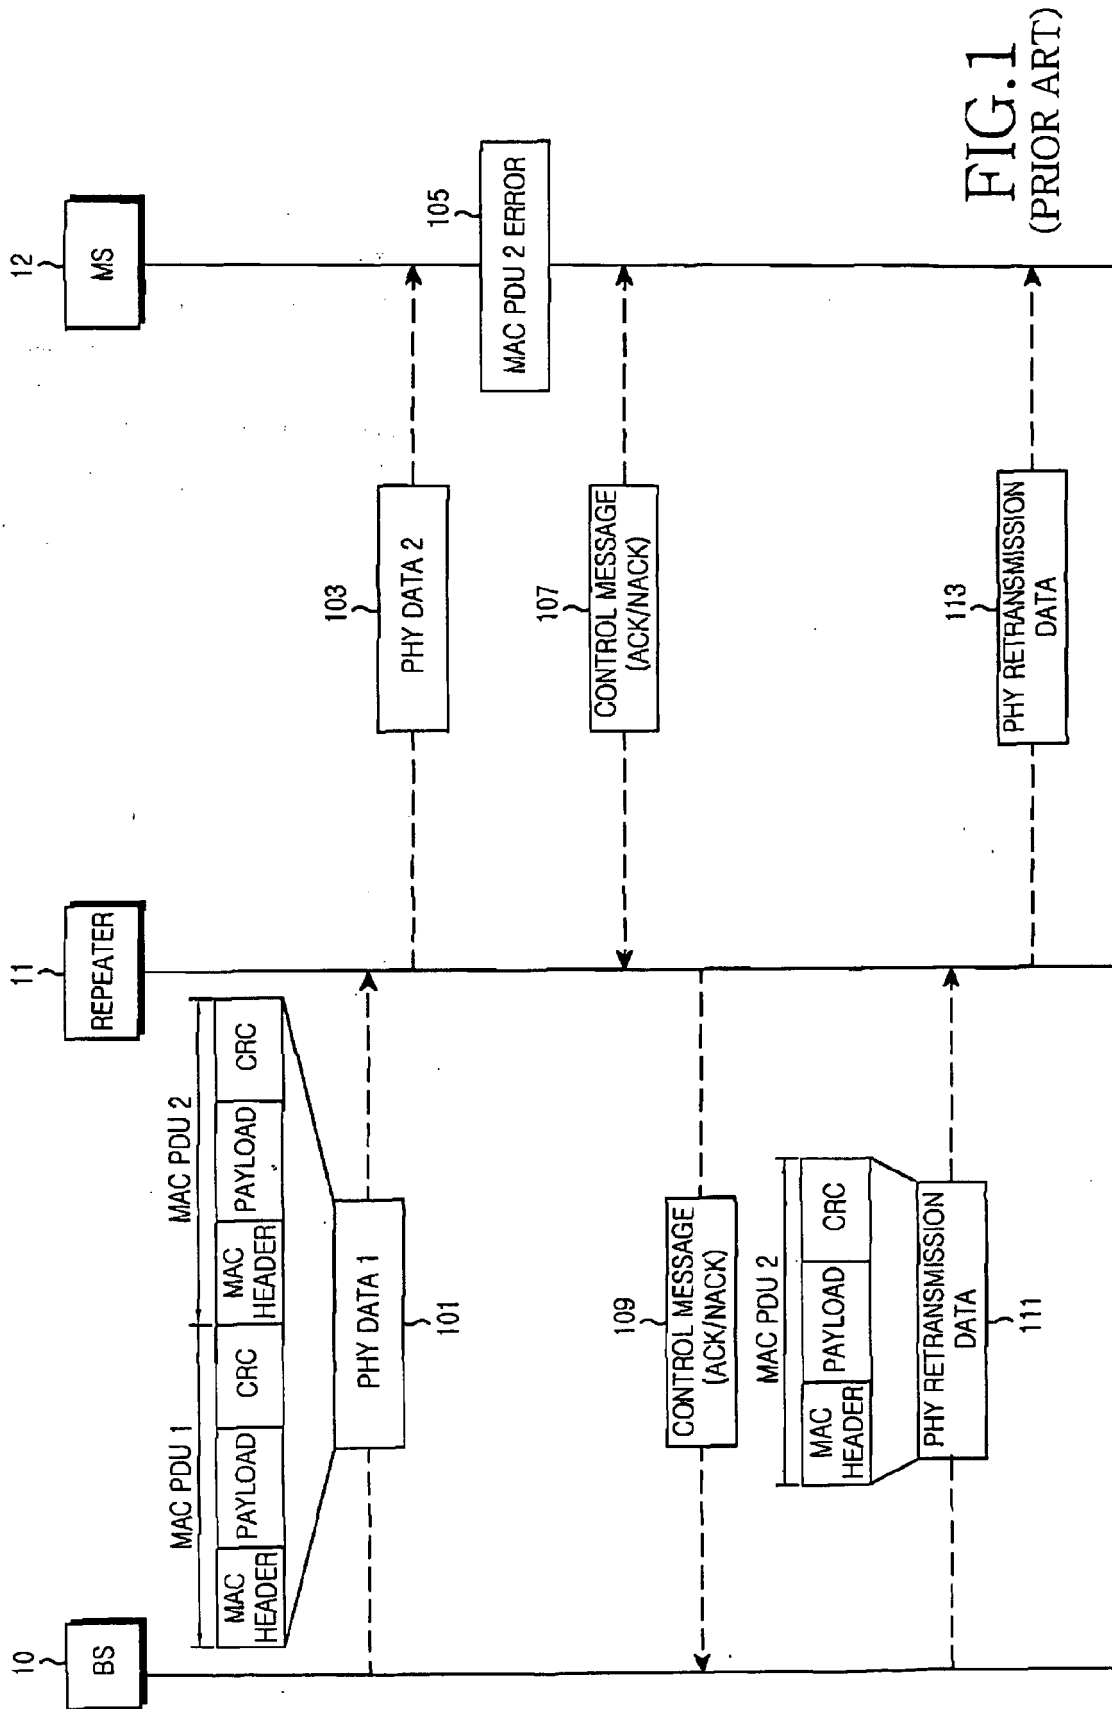 10
BS
11
REPEATER
12
MS
MAC PDU 1
MAC PDU 2
MAC
HEADER
PAYLOAD
CRC
MAC
HEADER
PAYLOAD
CRC
PHY DATA 1
101
103
PHY DATA 2
105
MAC PDU 2 ERROR
107
CONTROL MESSAGE
(ACK/NACK)
109
CONTROL MESSAGE
(ACK/NACK)
MAC PDU 2
MAC
HEADER
PAYLOAD
CRC
PHY RETRANSMISSION
DATA
111
113
PHY RETRANSMISSION
DATA
FIG.1
(PRIOR ART)